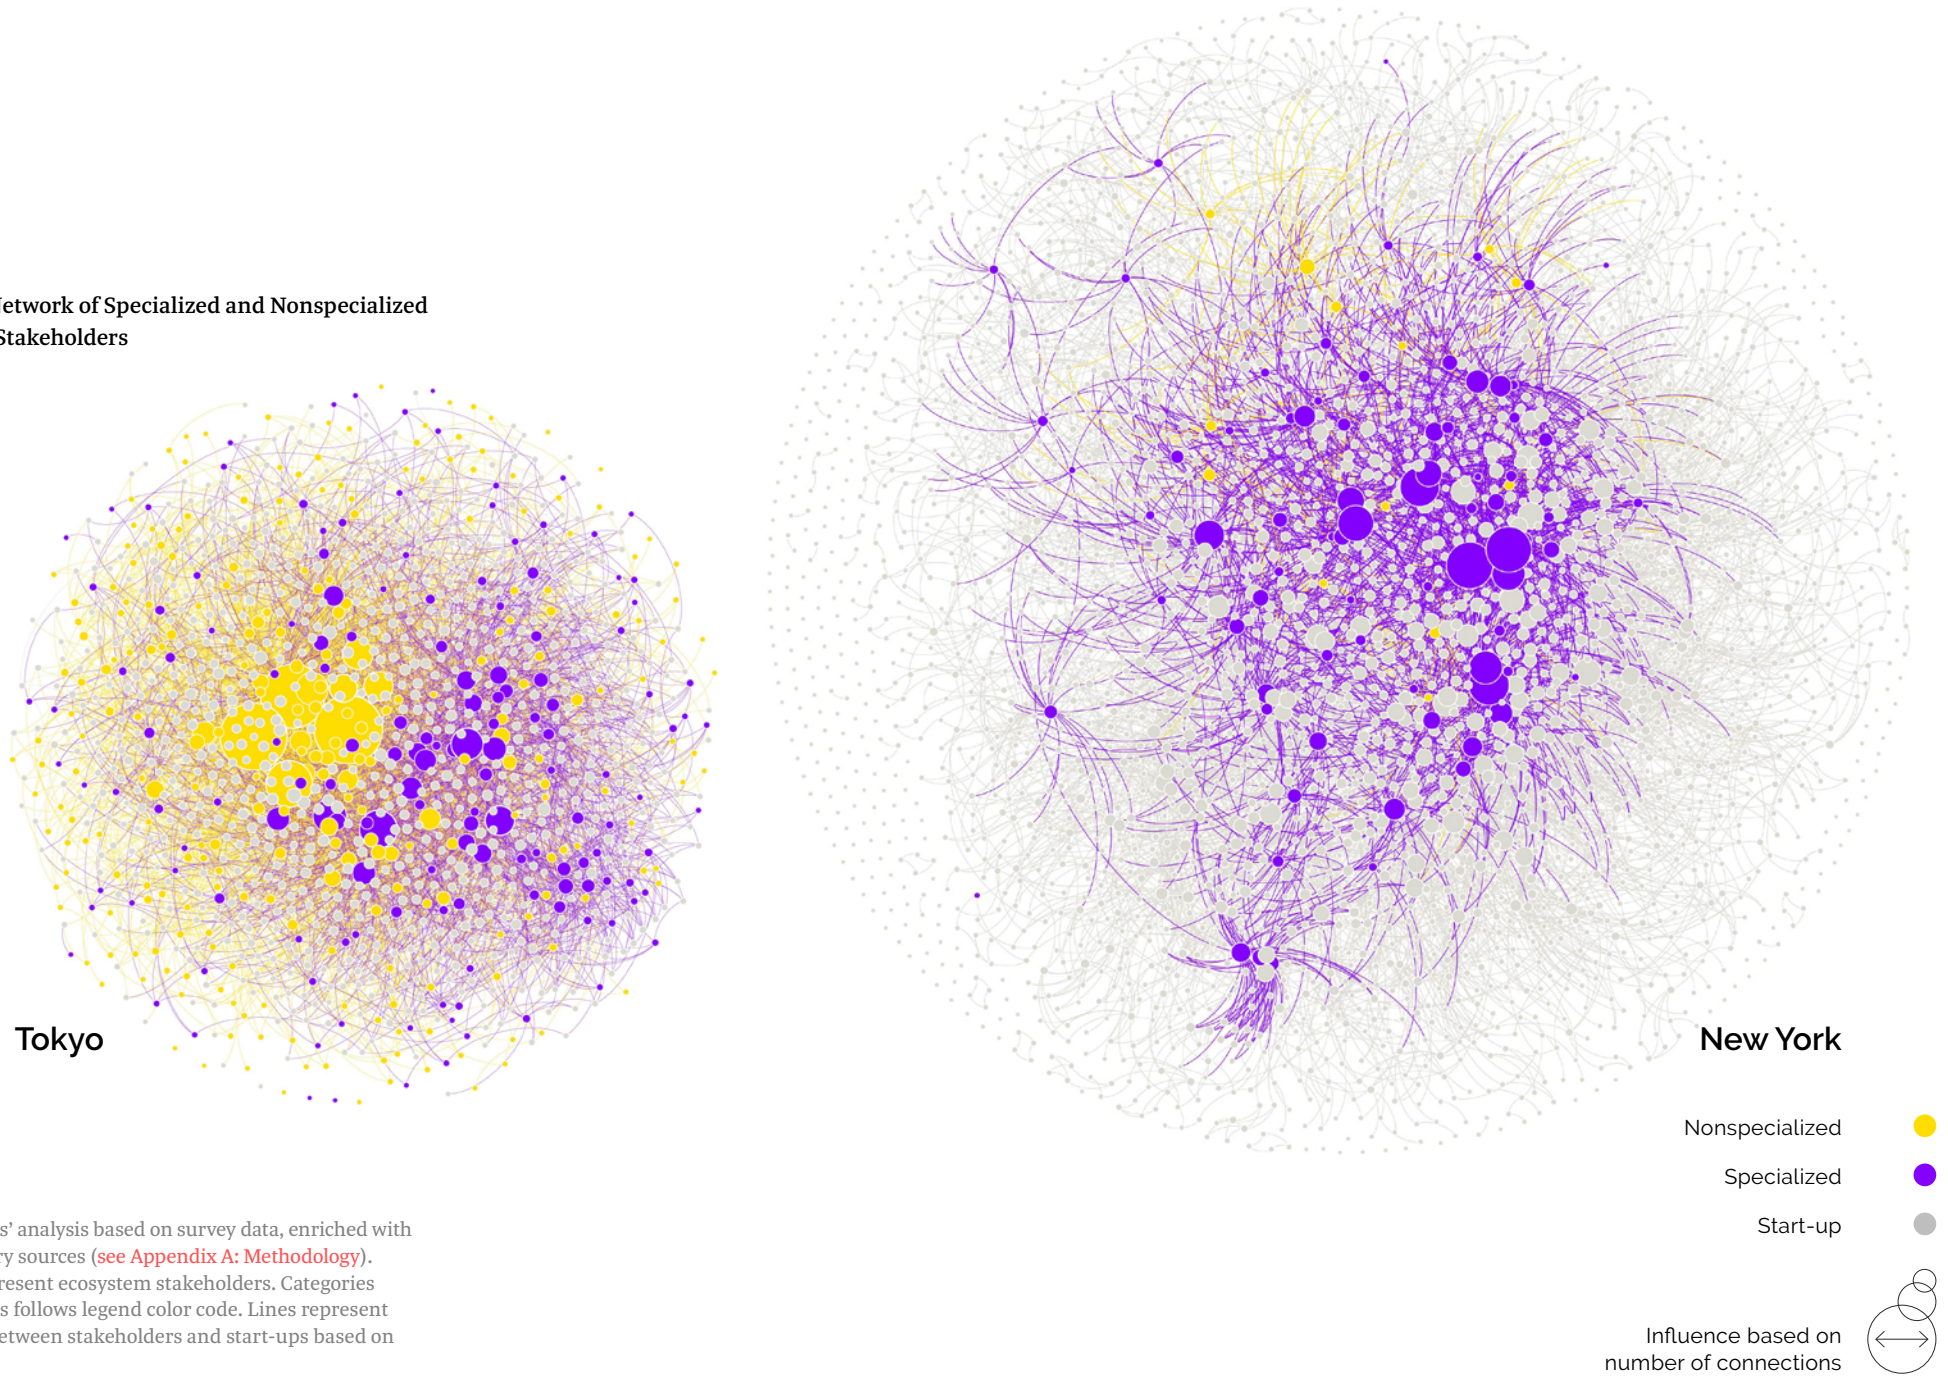 etwork of Specialized and Nonspecialized
Stakeholders
Tokyo
New York
Nonspecialized
Specialized
Start-up
s’ analysis based on survey data, enriched with
ry sources (see Appendix A: Methodology).
resent ecosystem stakeholders. Categories
s follows legend color code. Lines represent
etween stakeholders and start-ups based on
Influence based on
number of connections